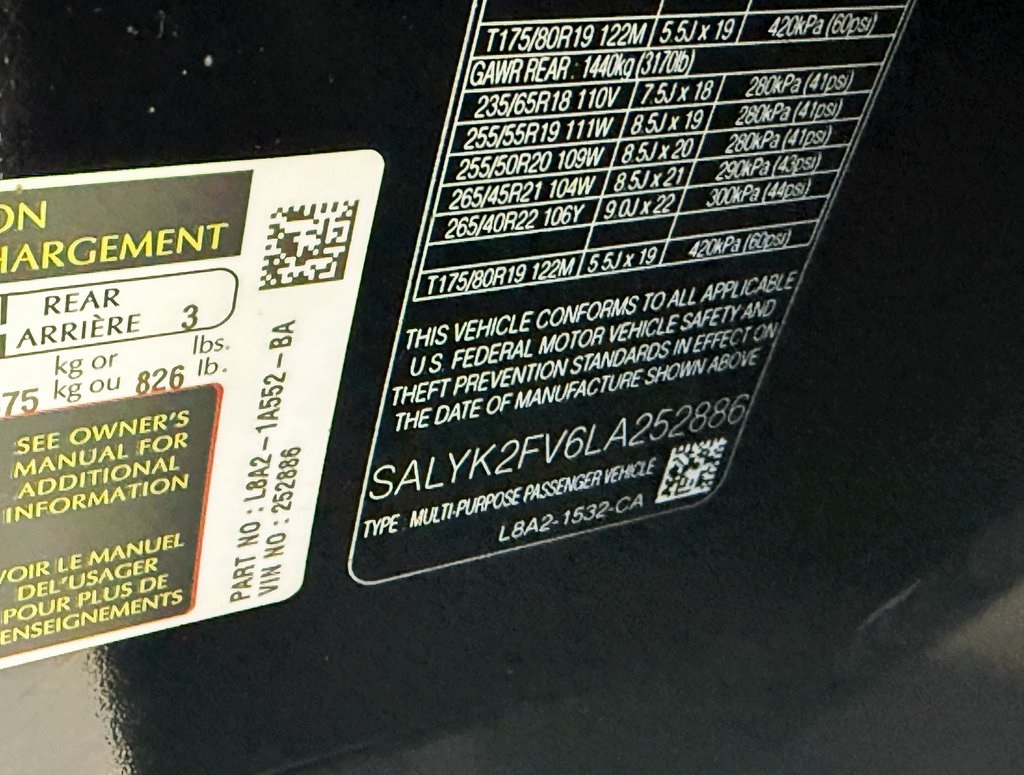 ON
HARGEMENT
REAR
ARRIÈRE 3
kg or lbs.
75 kg ou 826 lb.
SEE OWNER'S
MANUAL FOR
ADDITIONAL
INFORMATION
VOIR LE MANUEL
DEL'USAGER
POUR PLUS DE
ENSEIGNEMENTS
PART NO : L8A2-1A552-BA
VIN NO : 252886
T175/80R19 122M 5.5J x 19 420kPa (60psi)
GAWR REAR : 1440kg (3170lb)
235/65R18 110V 7.5J x 18 280kPa (41psi)
255/55R19 111W 8.5J x 19 280kPa (41psi)
255/50R20 109W 8.5J x 20 280kPa (41psi)
265/45R21 104W 8.5J x 21 290kPa (43psi)
265/40R22 106Y 9.0J x 22 300kPa (44psi)
T175/80R19 122M 5.5J x 19 420kPa (60psi)
THIS VEHICLE CONFORMS TO ALL APPLICABLE
U.S. FEDERAL MOTOR VEHICLE SAFETY AND
THEFT PREVENTION STANDARDS IN EFFECT ON
THE DATE OF MANUFACTURE SHOWN ABOVE
SALYK2FV6LA252886
TYPE : MULTI-PURPOSE PASSENGER VEHICLE
L8A2-1532-CA